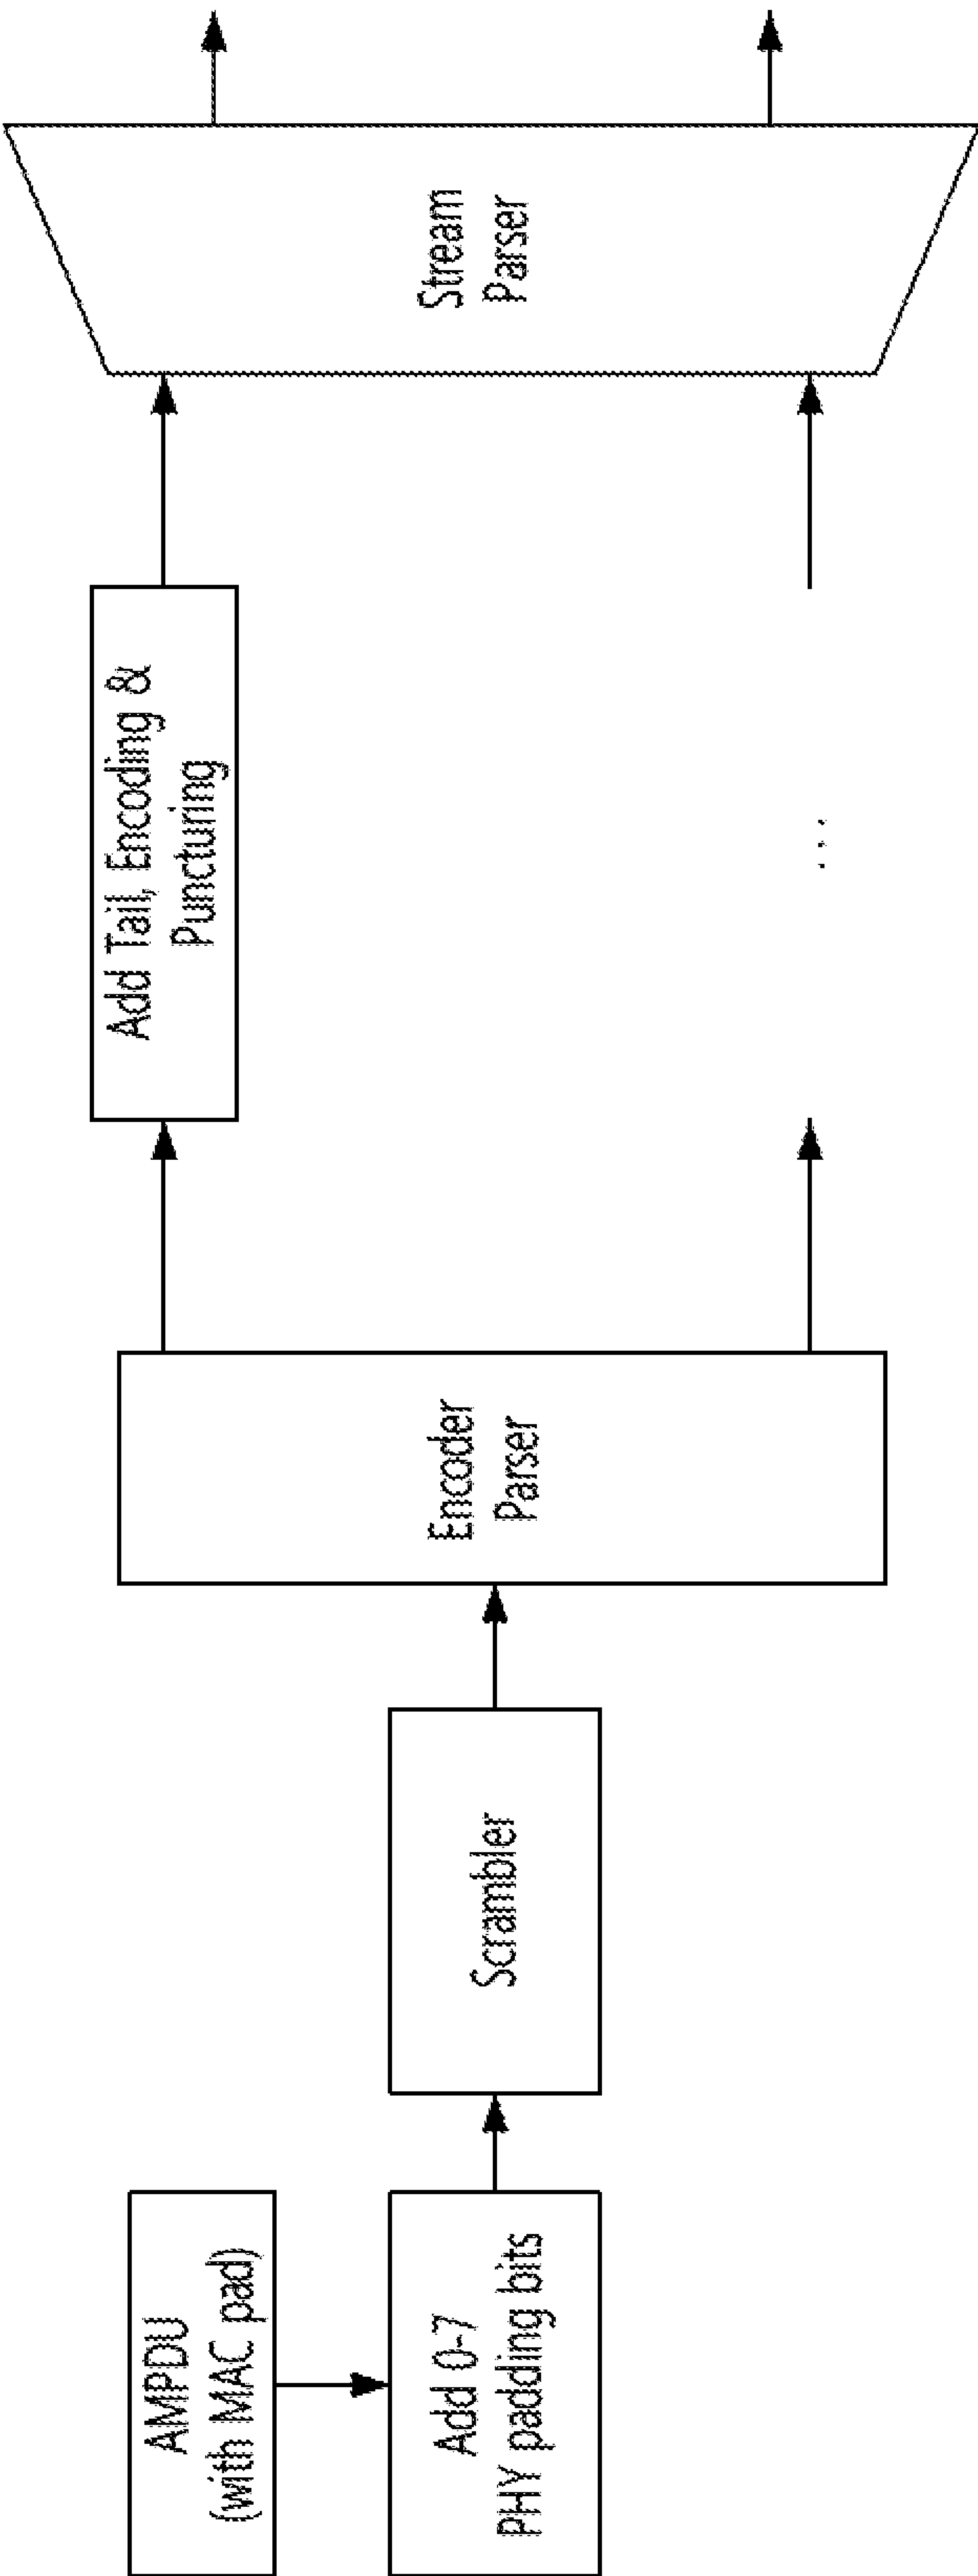 AMPDU
(with MAC pad)
Add 0-7
PHY padding bits
Scrambler
Encoder
Parser
Add Tail, Encoding &
Puncturing
...
Stream
Parser